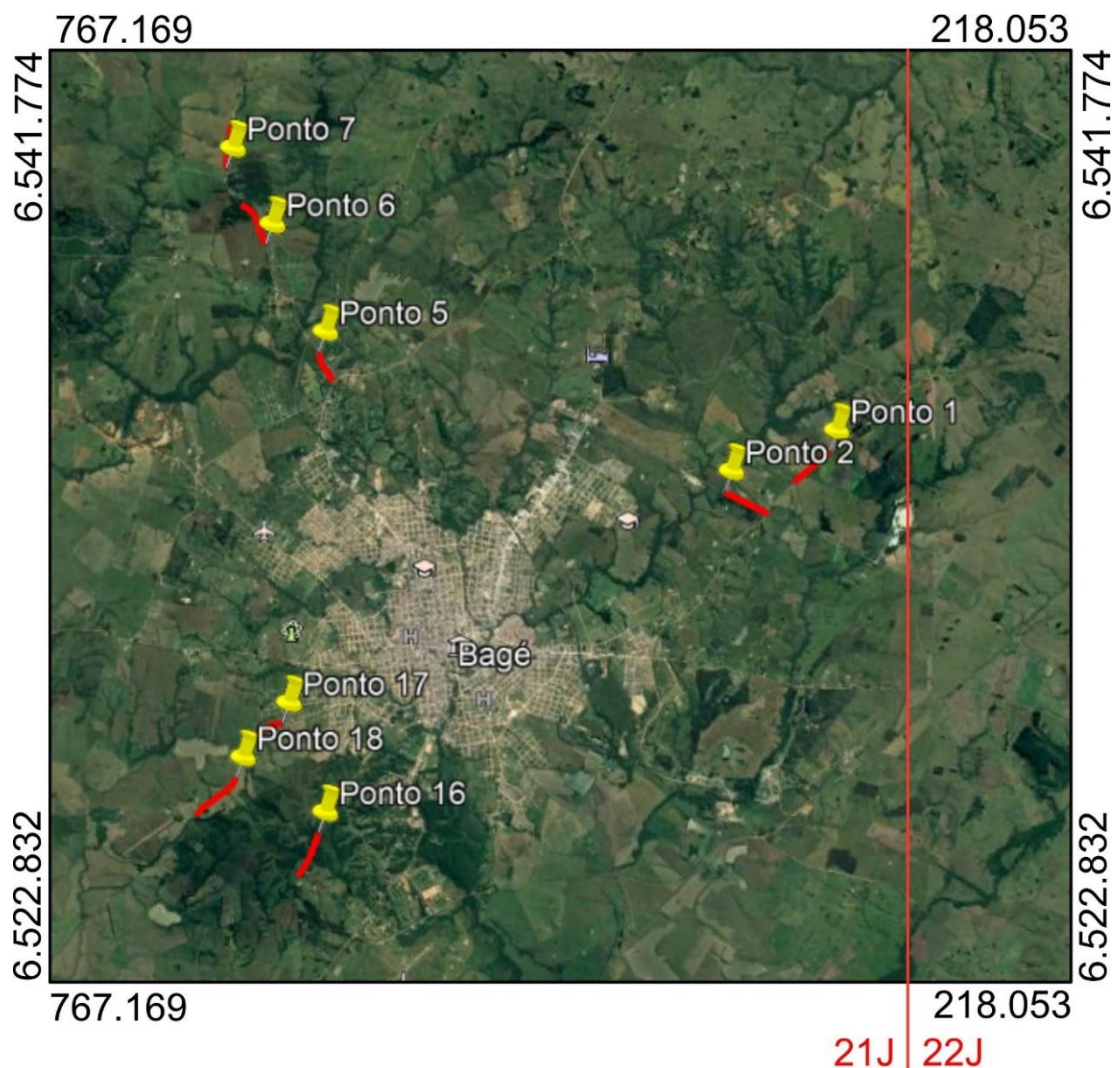 767.169
218.053
6.541.774
6.541.774
Ponto 7
Ponto 6
Ponto 5
Ponto 1
Ponto 2
H
Bagé
H
Ponto 17
Ponto 18
Ponto 16
6.522.832
6.522.832
767.169
218.053
21J
22J